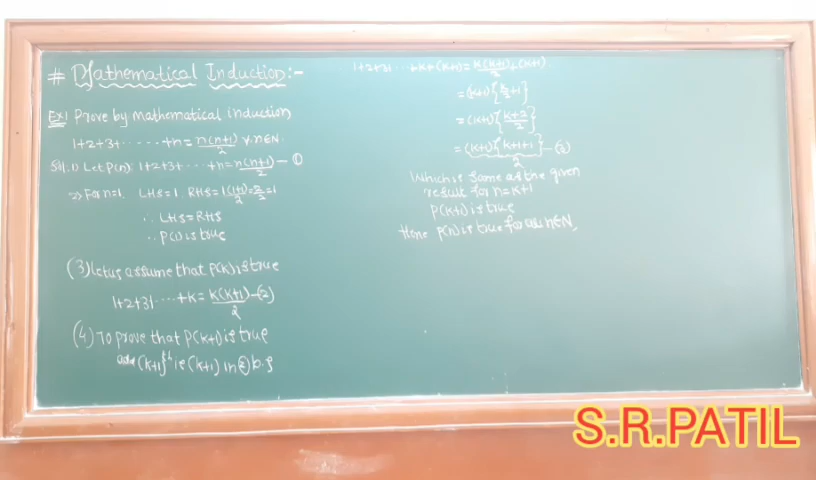 # Mathematical Induction:-
Ex1 Prove by mathematical induction
1+2+3+ ...... +n = n(n+1)/2 ∀ n∈N.
Sol. 1) Let P(n): 1+2+3+ .... +n = n(n+1)/2 — ①
2) For n=1. LHS=1 RHS = 1(1+1)/2 = 2/2 = 1
∴ LHS=RHS
∴ P(1) is true
(3) Let us assume that P(k) is true
1+2+3+ ..... +k = k(k+1)/2 —(2)
(4) To prove that P(k+1) is true
add (k+1)th ie (k+1) in ② b.s
1+2+3+ ...+k+(k+1) = k(k+1)/2 + (k+1)
= (k+1) {k/2 + 1}
= (k+1) {k+2/2}
= (k+1) {k+1+1}/2 —(3)
Which is same as the given
result for n=k+1
P(k+1) is true
Hence P(n) is true for all n∈N.
S.R.PATIL